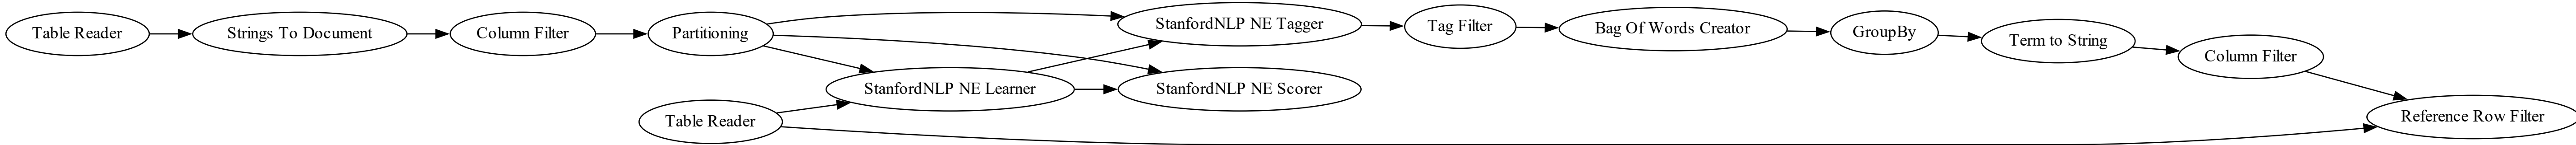 Table Reader
Strings To Document
Column Filter
Partitioning
StanfordNLP NE Tagger
Tag Filter
Bag Of Words Creator
GroupBy
Term to String
Column Filter
StanfordNLP NE Learner
StanfordNLP NE Scorer
Table Reader
Reference Row Filter